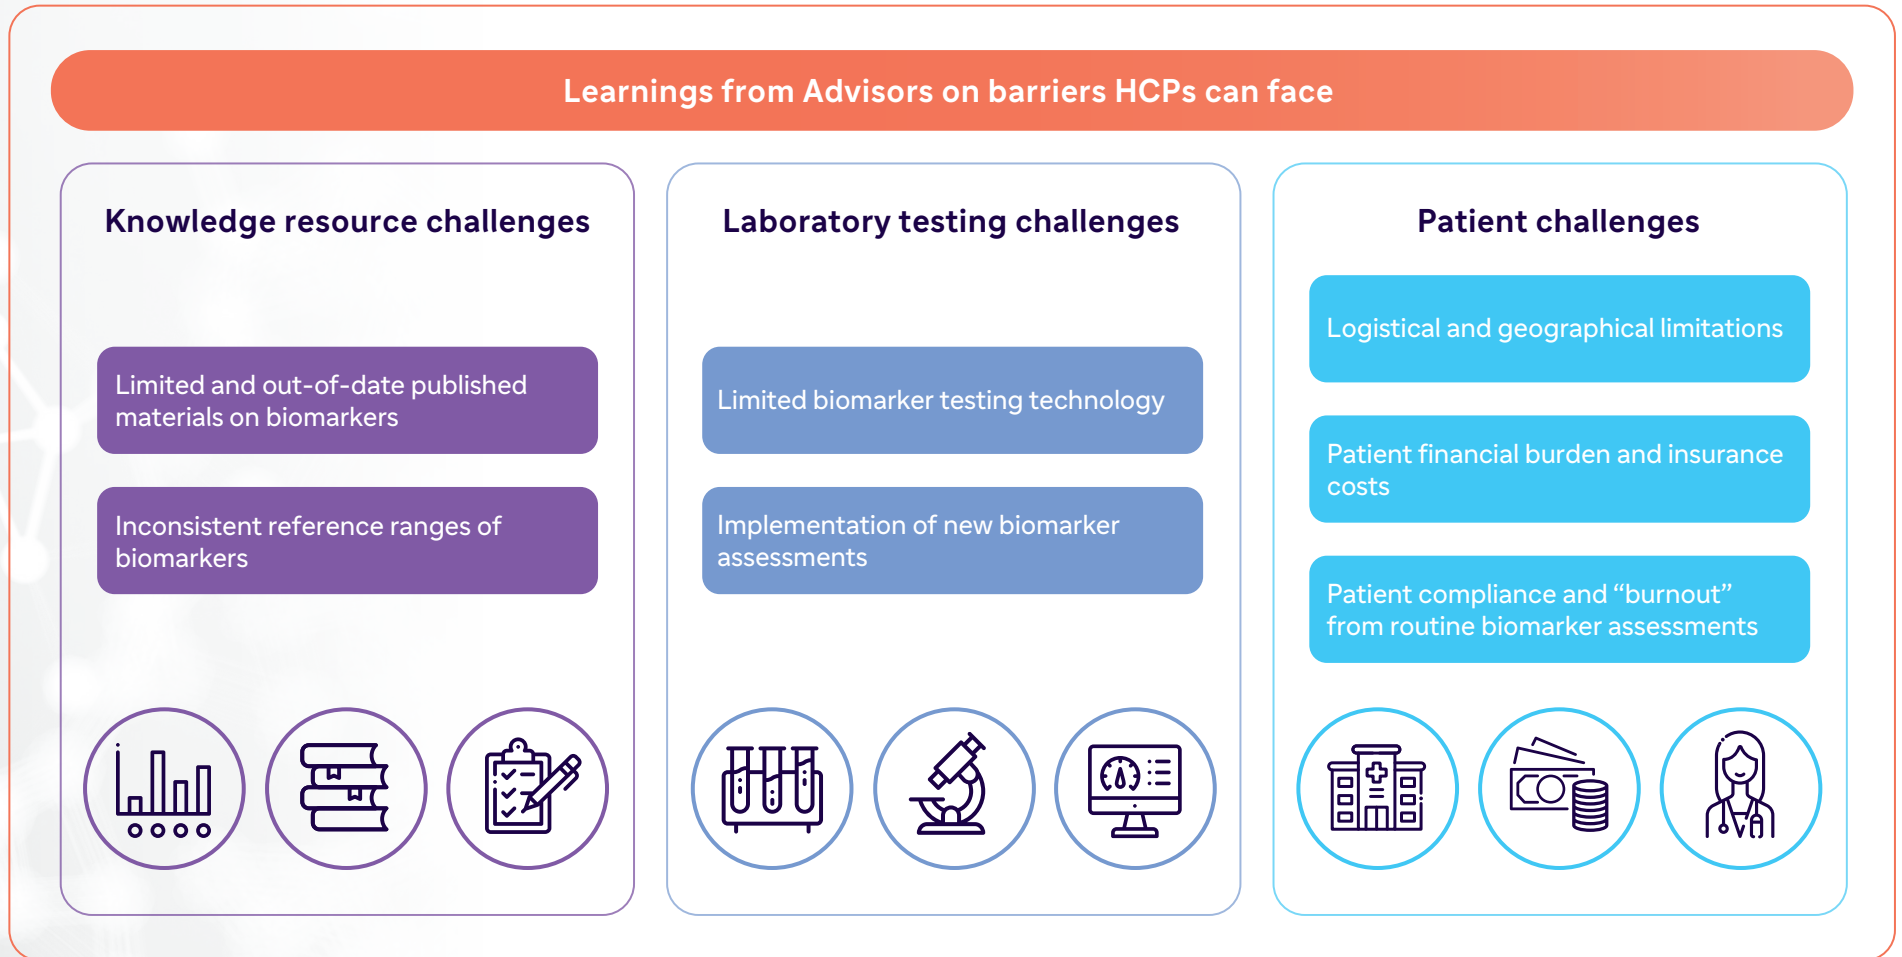 Learnings from Advisors on barriers HCPs can face
Knowledge resource challenges
Limited and out-of-date published
materials on biomarkers
Inconsistent reference ranges of
biomarkers
Laboratory testing challenges
Limited biomarker testing technology
Implementation of new biomarker
assessments
Patient challenges
Logistical and geographical limitations
Patient financial burden and insurance
costs
Patient compliance and “burnout”
from routine biomarker assessments